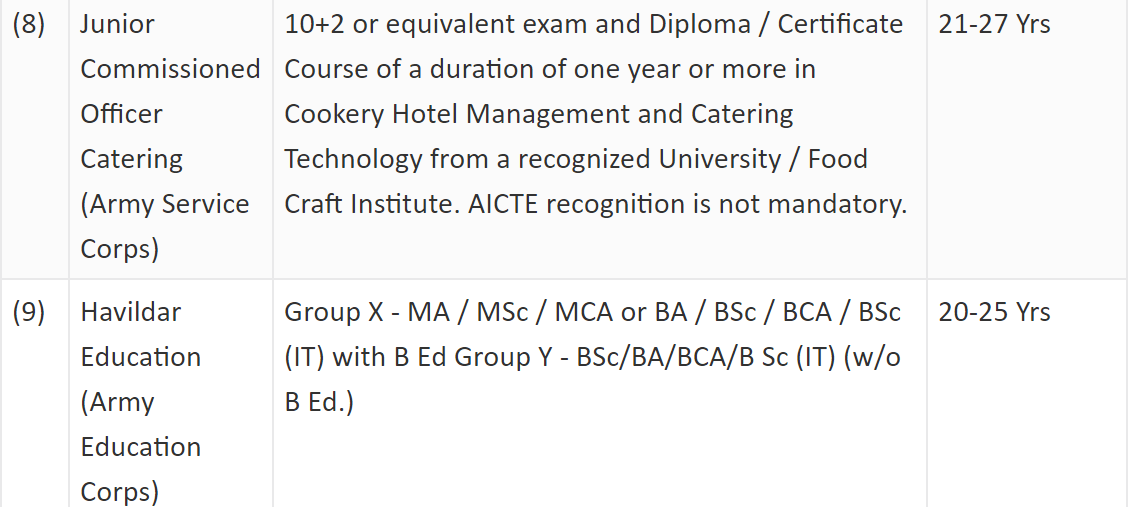 (8)
Junior
Commissioned
Officer
Catering
(Army Service
Corps)
10+2 or equivalent exam and Diploma / Certificate
Course of a duration of one year or more in
Cookery Hotel Management and Catering
Technology from a recognized University / Food
Craft Institute. AICTE recognition is not mandatory.
21-27 Yrs
(9)
Havildar
Education
(Army
Education
Corps)
Group X - MA / MSc / MCA or BA / BSc / BCA / BSc
(IT) with B Ed Group Y - BSc/BA/BCA/B Sc (IT) (w/o
B Ed.)
20-25 Yrs